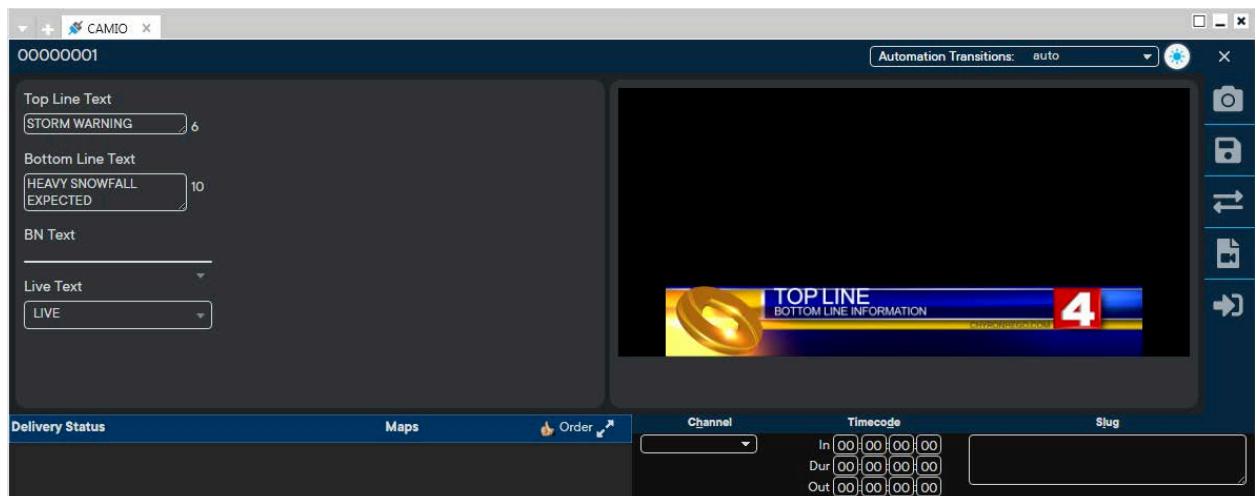 CAMIO
00000001
Automation Transitions: auto
Top Line Text
STORM WARNING 6
Bottom Line Text
HEAVY SNOWFALL 10
EXPECTED
BN Text
Live Text
LIVE
TOP LINE
BOTTOM LINE INFORMATION
4
CHYRONHEGO.COM
Delivery Status Maps Order
Channel Timecode Slug
In 00:00:00:00
Dur 00:00:00:00
Out 00:00:00:00